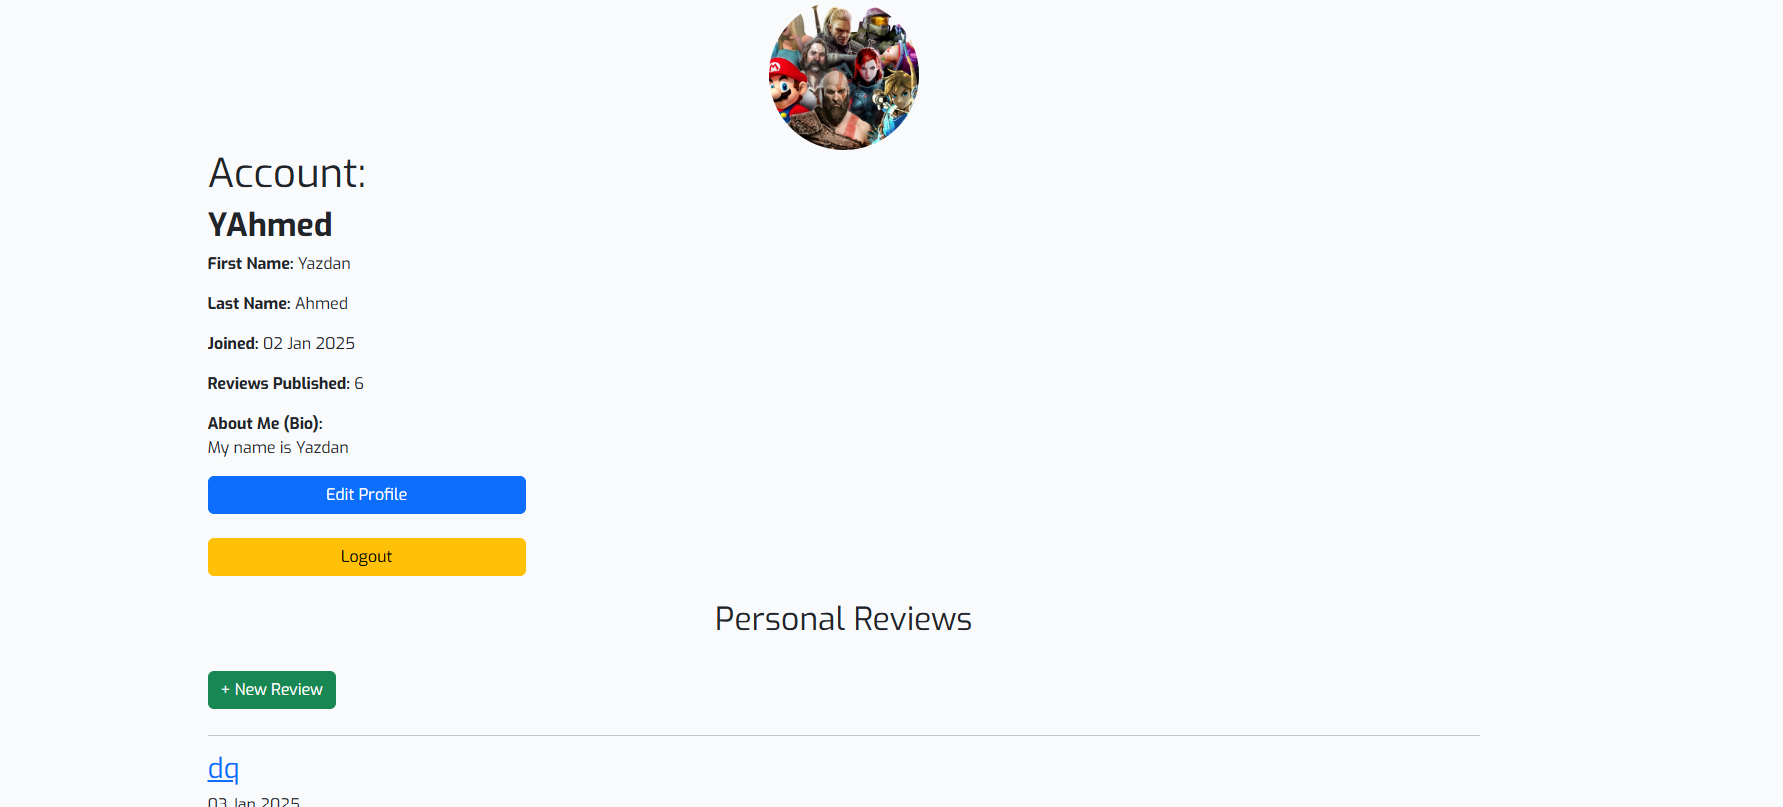 Account:
YAhmed
First Name: Yazdan
Last Name: Ahmed
Joined: 02 Jan 2025
Reviews Published: 6
About Me (Bio):
My name is Yazdan
Edit Profile
Logout
Personal Reviews
+ New Review
dq
03 Jan 2025